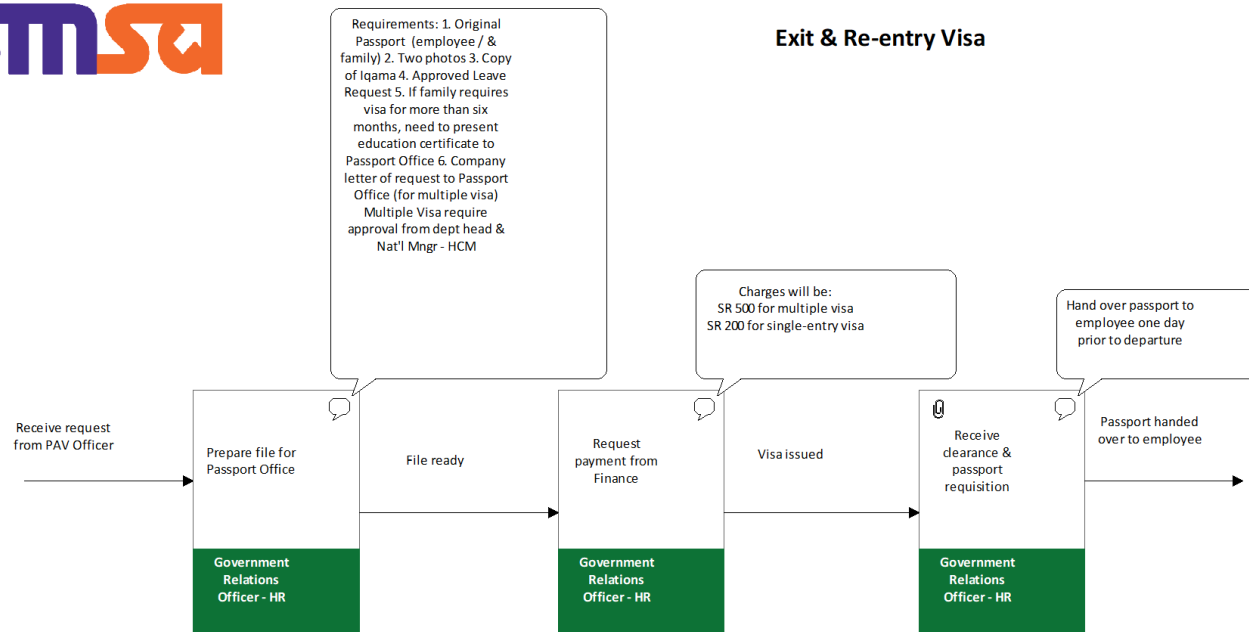 smsa
Exit & Re-entry Visa
Requirements: 1. Original
Passport (employee / &
family) 2. Two photos 3. Copy
of Iqama 4. Approved Leave
Request 5. If family requires
visa for more than six
months, need to present
education certificate to
Passport Office 6. Company
letter of request to Passport
Office (for multiple visa)
Multiple Visa require
approval from dept head &
Nat'l Mngr - HCM
Charges will be:
SR 500 for multiple visa
SR 200 for single-entry visa
Hand over passport to
employee one day
prior to departure
Receive request
from PAV Officer
Prepare file for
Passport Office
File ready
Request
payment from
Finance
Visa issued
Receive
clearance &
passport
requisition
Passport handed
over to employee
Government
Relations
Officer - HR
Government
Relations
Officer - HR
Government
Relations
Officer - HR